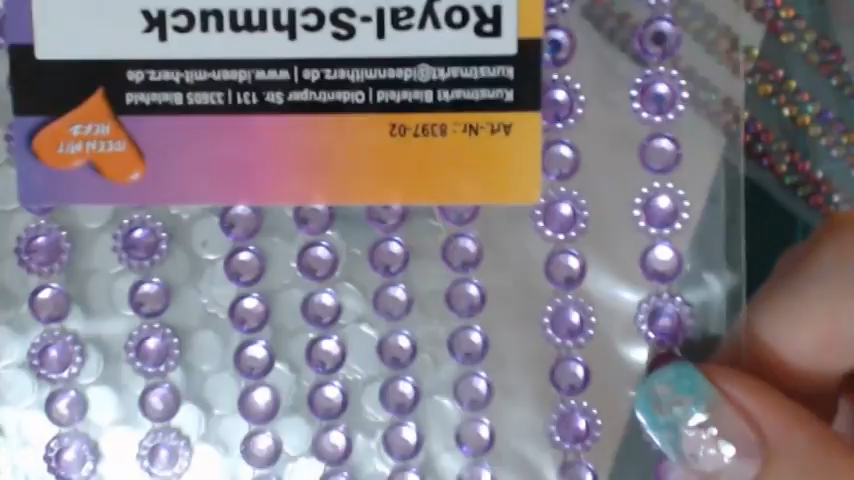 Art.-Nr.: 8397-02
IDEEN MIT
HERZ
Kunstmarkt Bielefeld | Oldentruper Str. 131 | 33605 Bielefeld
kunstmarkt@ideenmitherz.de | www.ideen-mit-herz.de
Royal-Schmuck